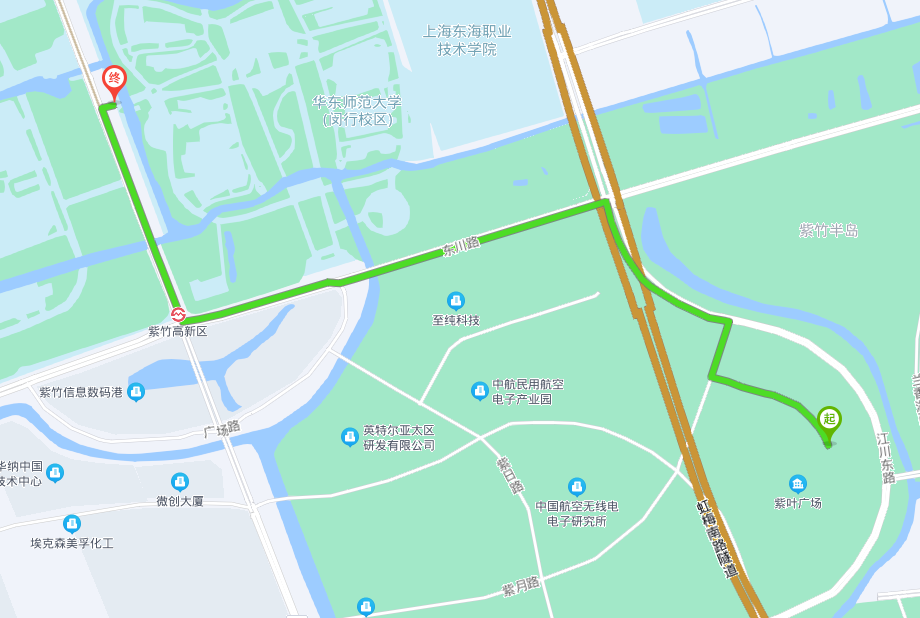 上海东海职业
技术学院
终
华东师范大学
(闵行校区)
紫竹半岛
东川路
至纯科技
紫竹高新区
紫竹信息数码港
中航民用航空
电子产业园
起
广场路
英特尔亚太区
研发有限公司
江川东路
华纳中国
技术中心
紫日路
微创大厦
中国航空无线电
电子研究所
紫叶广场
虹梅南路隧道
埃克森美孚化工
紫月路